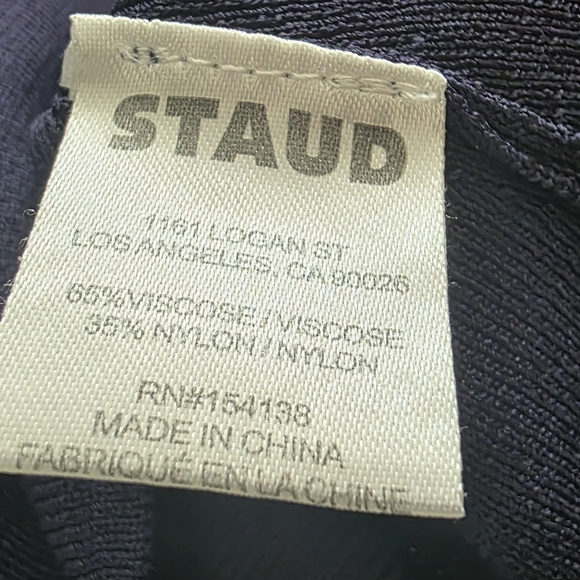 STAUD
1161 LOGAN ST
LOS ANGELES, CA 90026
65% VISCOSE / VISCOSE
35% NYLON / NYLON
RN#154138
MADE IN CHINA
FABRIQUÉ EN LA CHINE